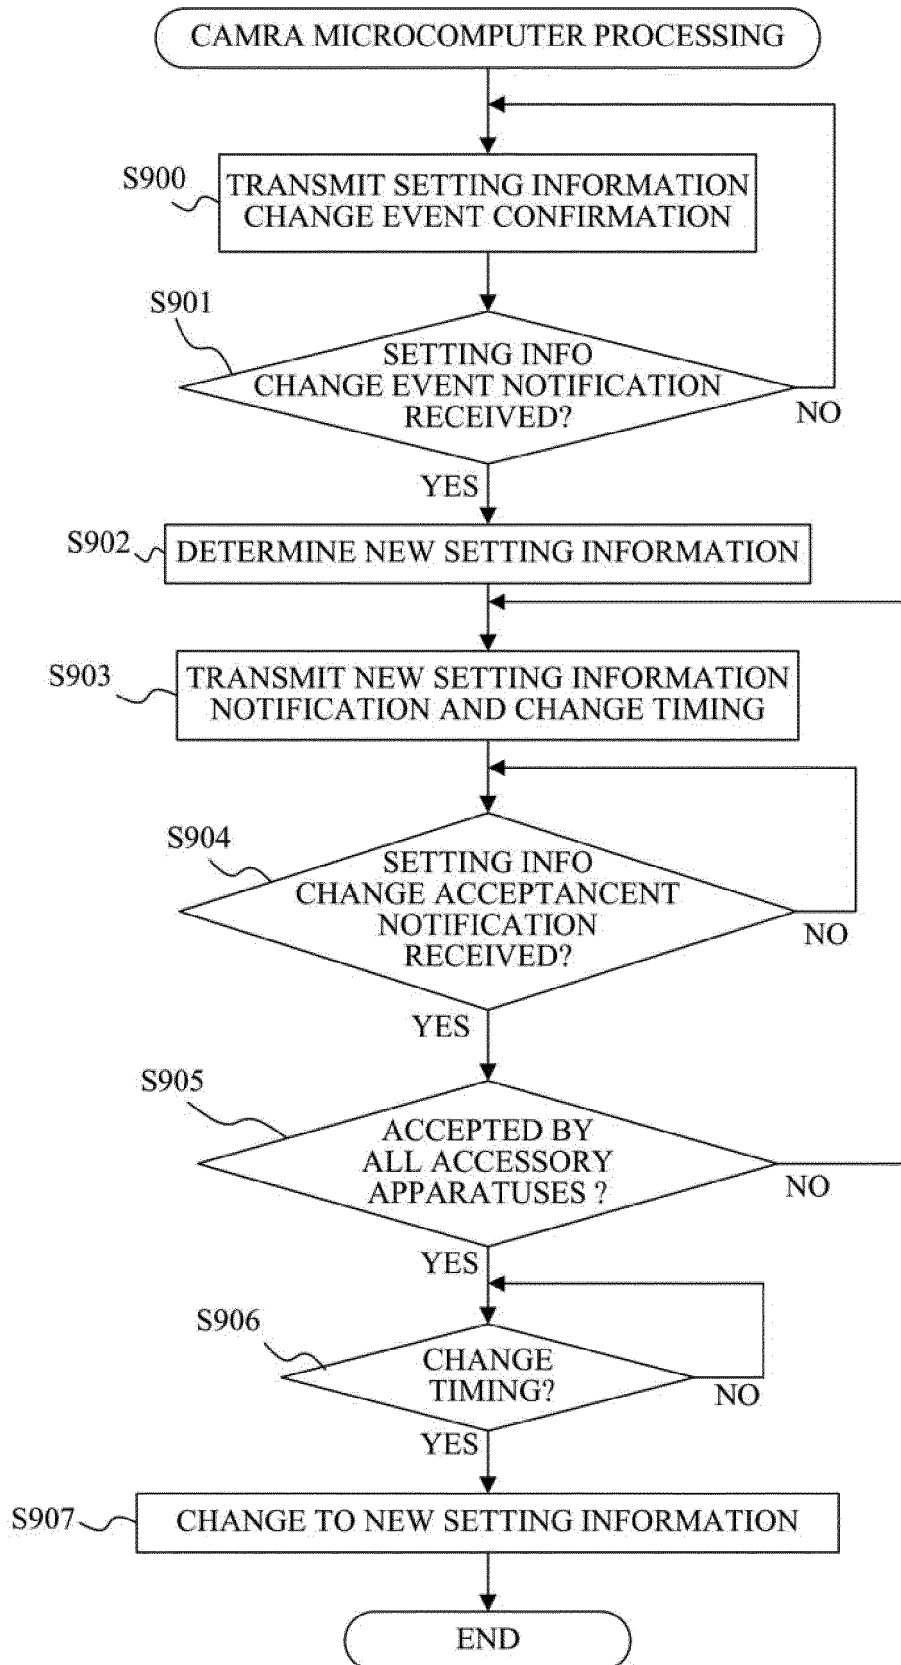 CAMRA MICROCOMPUTER PROCESSING
S900
TRANSMIT SETTING INFORMATION
CHANGE EVENT CONFIRMATION
S901
SETTING INFO
CHANGE EVENT NOTIFICATION
RECEIVED?
NO
YES
S902
DETERMINE NEW SETTING INFORMATION
S903
TRANSMIT NEW SETTING INFORMATION
NOTIFICATION AND CHANGE TIMING
S904
SETTING INFO
CHANGE ACCEPTANCENT
NOTIFICATION
RECEIVED?
NO
YES
S905
ACCEPTED BY
ALL ACCESSORY
APPARATUSES ?
NO
YES
S906
CHANGE
TIMING?
NO
YES
S907
CHANGE TO NEW SETTING INFORMATION
END